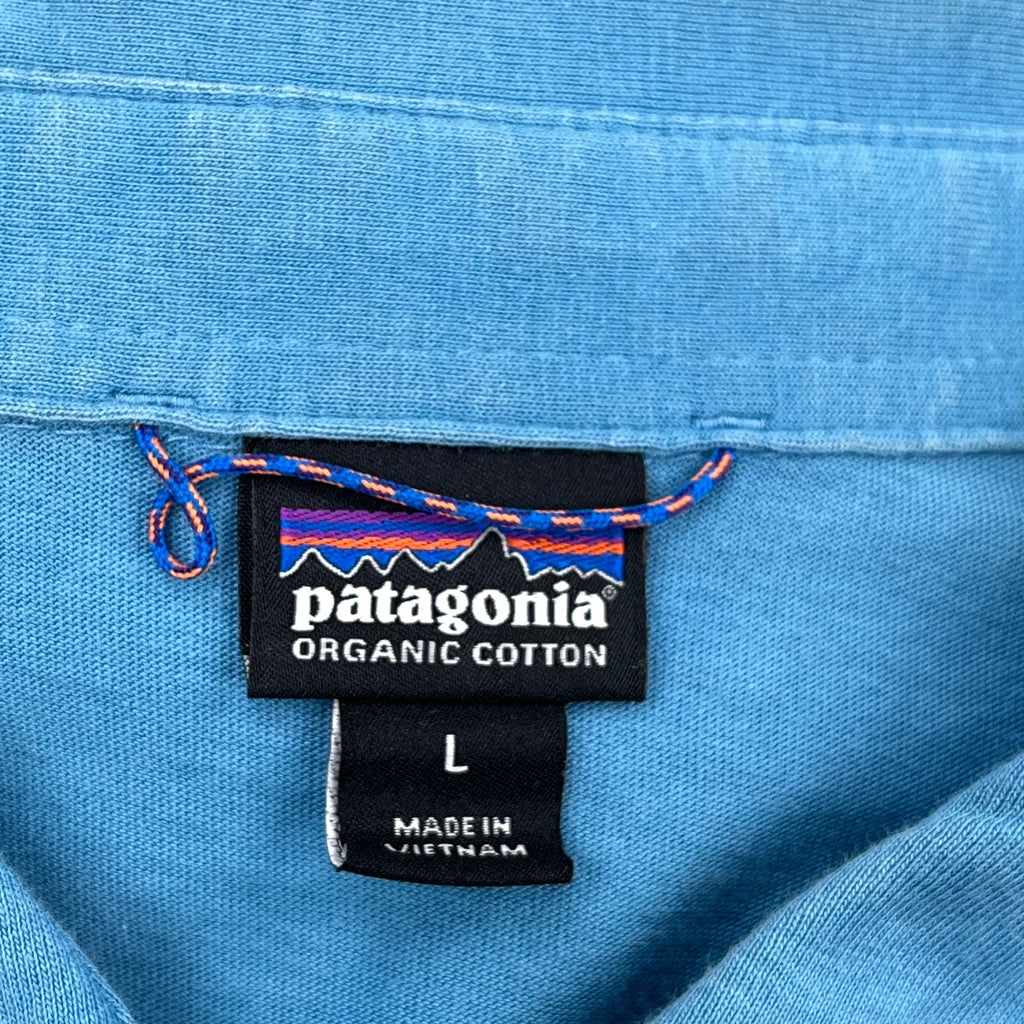 patagonia®
ORGANIC COTTON
L
MADE IN
VIETNAM